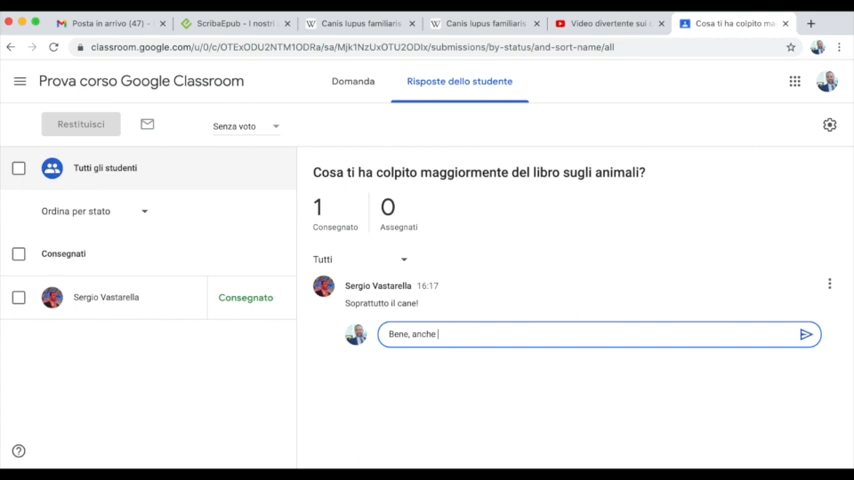 Posta in arrivo (47) -
ScribaEpub - I nostri
Canis lupus familiaris
Canis lupus familiaris
Video divertente sui
Cosa ti ha colpito ma
classroom.google.com/u/0/c/OTExODU2NTM1ODRa/sa/Mjk1NzUxOTU2ODIx/submissions/by-status/and-sort-name/all
Prova corso Google Classroom
Domanda
Risposte dello studente
Restituisci
Senza voto
Tutti gli studenti
Ordina per stato
Consegnati
Sergio Vastarella
Consegnato
Cosa ti ha colpito maggiormente del libro sugli animali?
1
0
Consegnato
Assegnati
Tutti
Sergio Vastarella 16:17
Soprattutto il cane!
Bene, anche